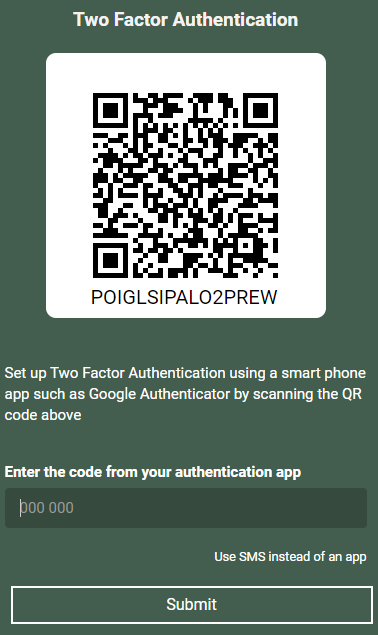 Two Factor Authentication
POIGLSIPALO2PREW
Set up Two Factor Authentication using a smart phone
app such as Google Authenticator by scanning the QR
code above
Enter the code from your authentication app
000 000
Use SMS instead of an app
Submit